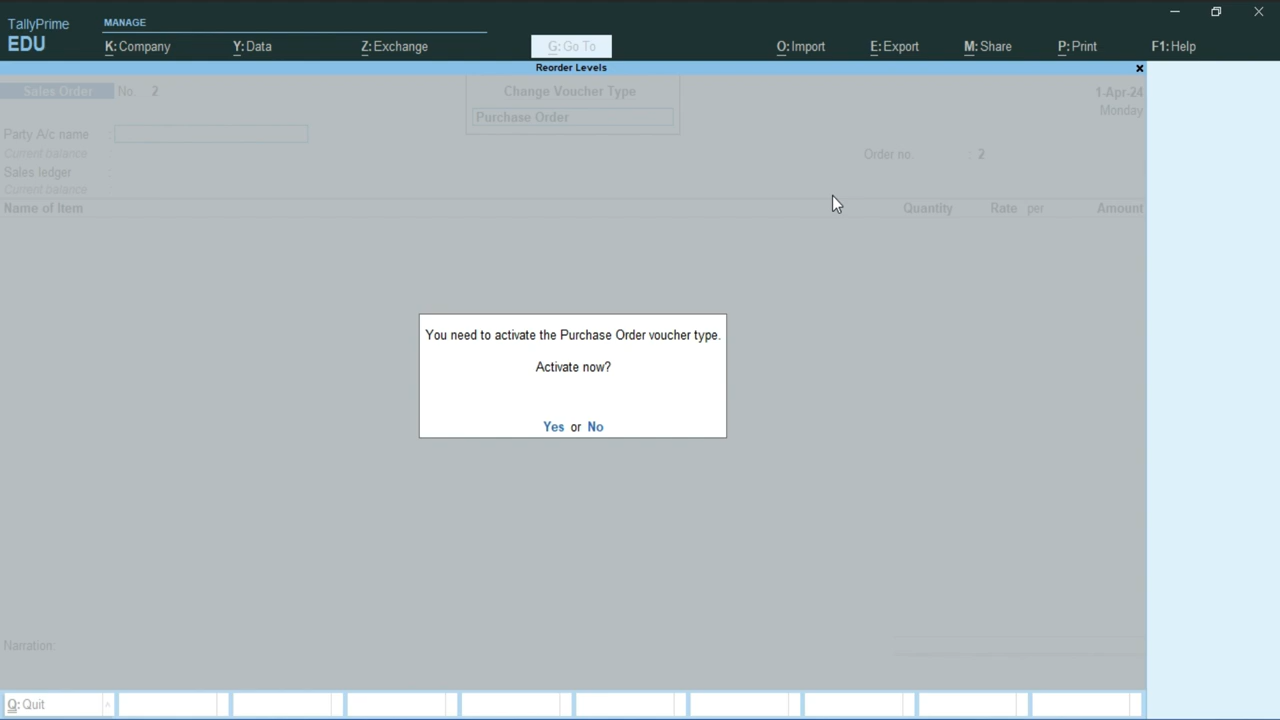 TallyPrime
EDU
MANAGE
K: Company
Y: Data
Z: Exchange
G: Go To
O: Import
E: Export
M: Share
P: Print
F1: Help
Reorder Levels
Sales Order No. 2
Change Voucher Type
Purchase Order
1-Apr-24
Monday
Party A/c name :
Current balance
Order no. : 2
Sales ledger
Current balance
Name of Item Quantity Rate per Amount
You need to activate the Purchase Order voucher type.
Activate now?
Yes or No
Narration:
Q: Quit